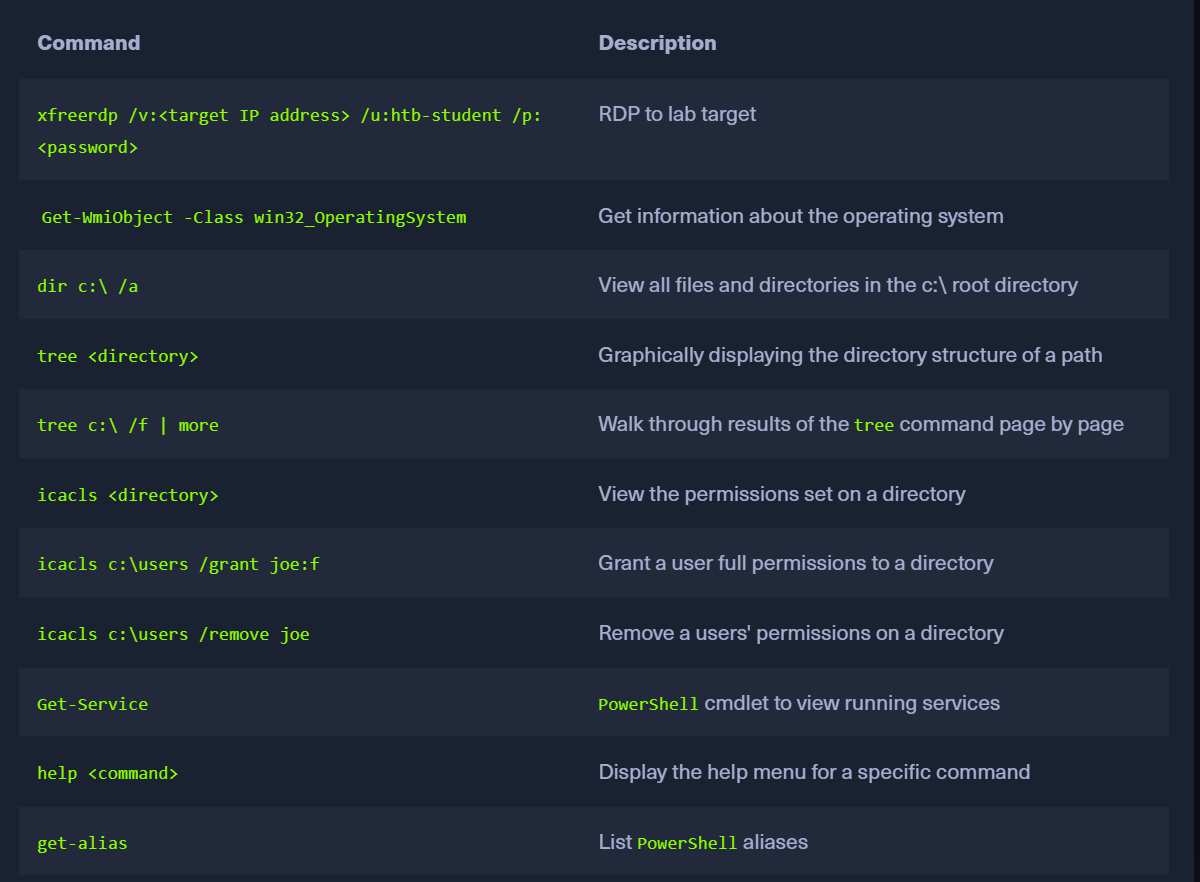 Command Description
xfreerdp /v:<target IP address> /u:htb-student /p: RDP to lab target
<password>
Get-WmiObject -Class win32_OperatingSystem Get information about the operating system
dir c:\ /a View all files and directories in the c:\ root directory
tree <directory> Graphically displaying the directory structure of a path
tree c:\ /f | more Walk through results of the tree command page by page
icacls <directory> View the permissions set on a directory
icacls c:\users /grant joe:f Grant a user full permissions to a directory
icacls c:\users /remove joe Remove a users' permissions on a directory
Get-Service PowerShell cmdlet to view running services
help <command> Display the help menu for a specific command
get-alias List PowerShell aliases